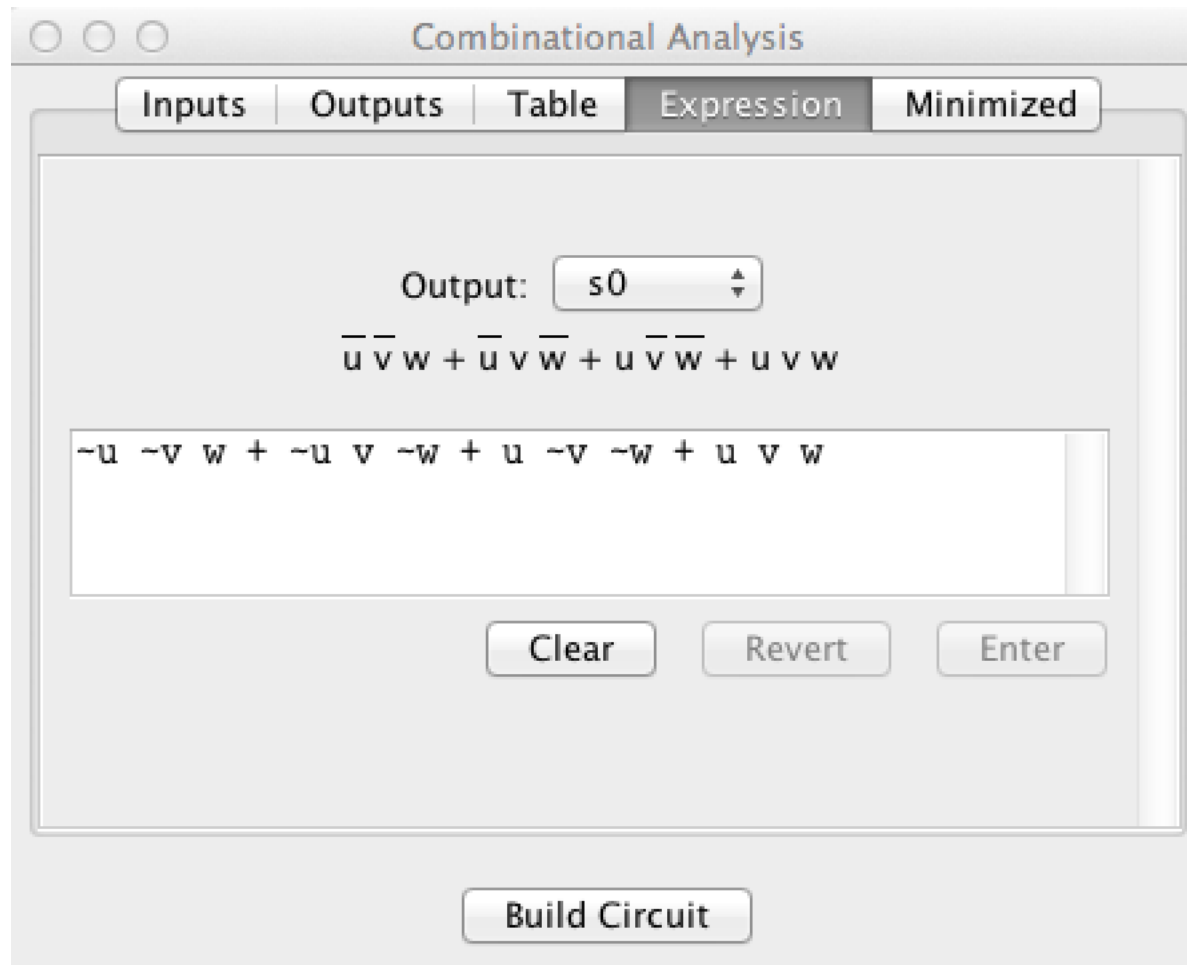 Combinational Analysis
Inputs Outputs Table Expression Minimized
Output: s0
u̅ v̅ w + u̅ v w̅ + u v̅ w̅ + u v w
~u ~v w + ~u v ~w + u ~v ~w + u v w
Clear Revert Enter
Build Circuit